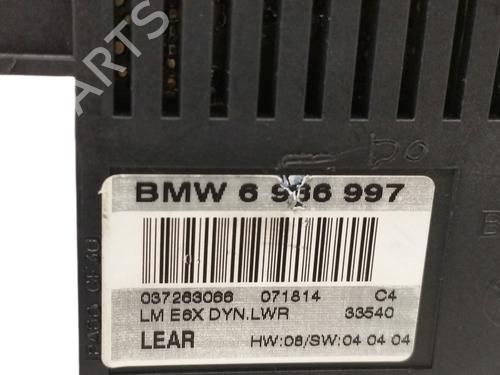 BMW 6 986 997
037263066 071814 C4
LM E6X DYN.LWR 33540
LEAR HW:08/SW:04 04 04